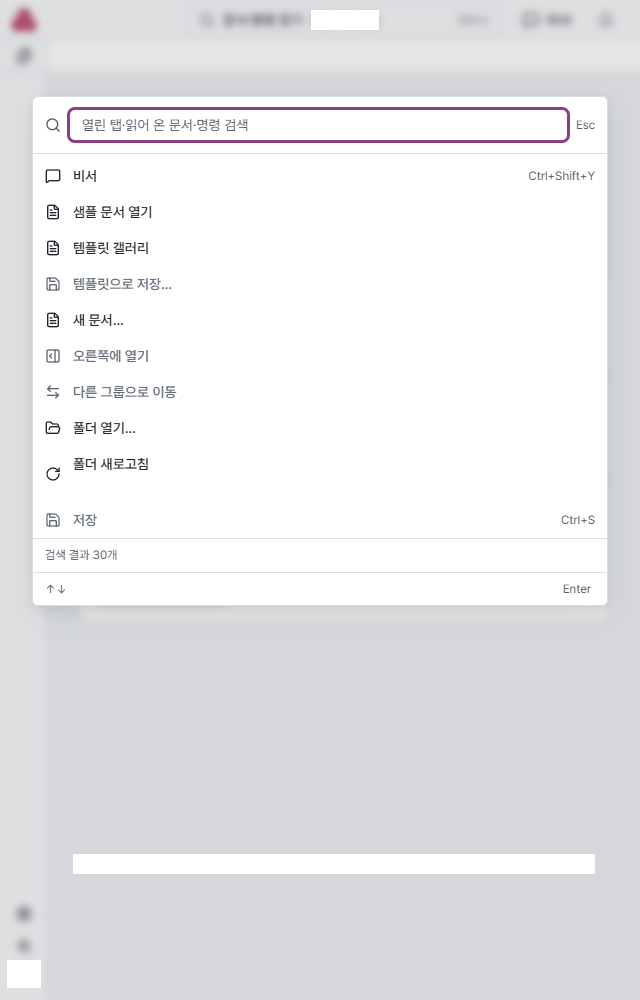 열린 탭·읽어 온 문서·명령 검색 Esc
비서 Ctrl+Shift+Y
샘플 문서 열기
템플릿 갤러리
템플릿으로 저장...
새 문서...
오른쪽에 열기
다른 그룹으로 이동
폴더 열기...
폴더 새로고침
저장 Ctrl+S
검색 결과 30개
↑↓ Enter